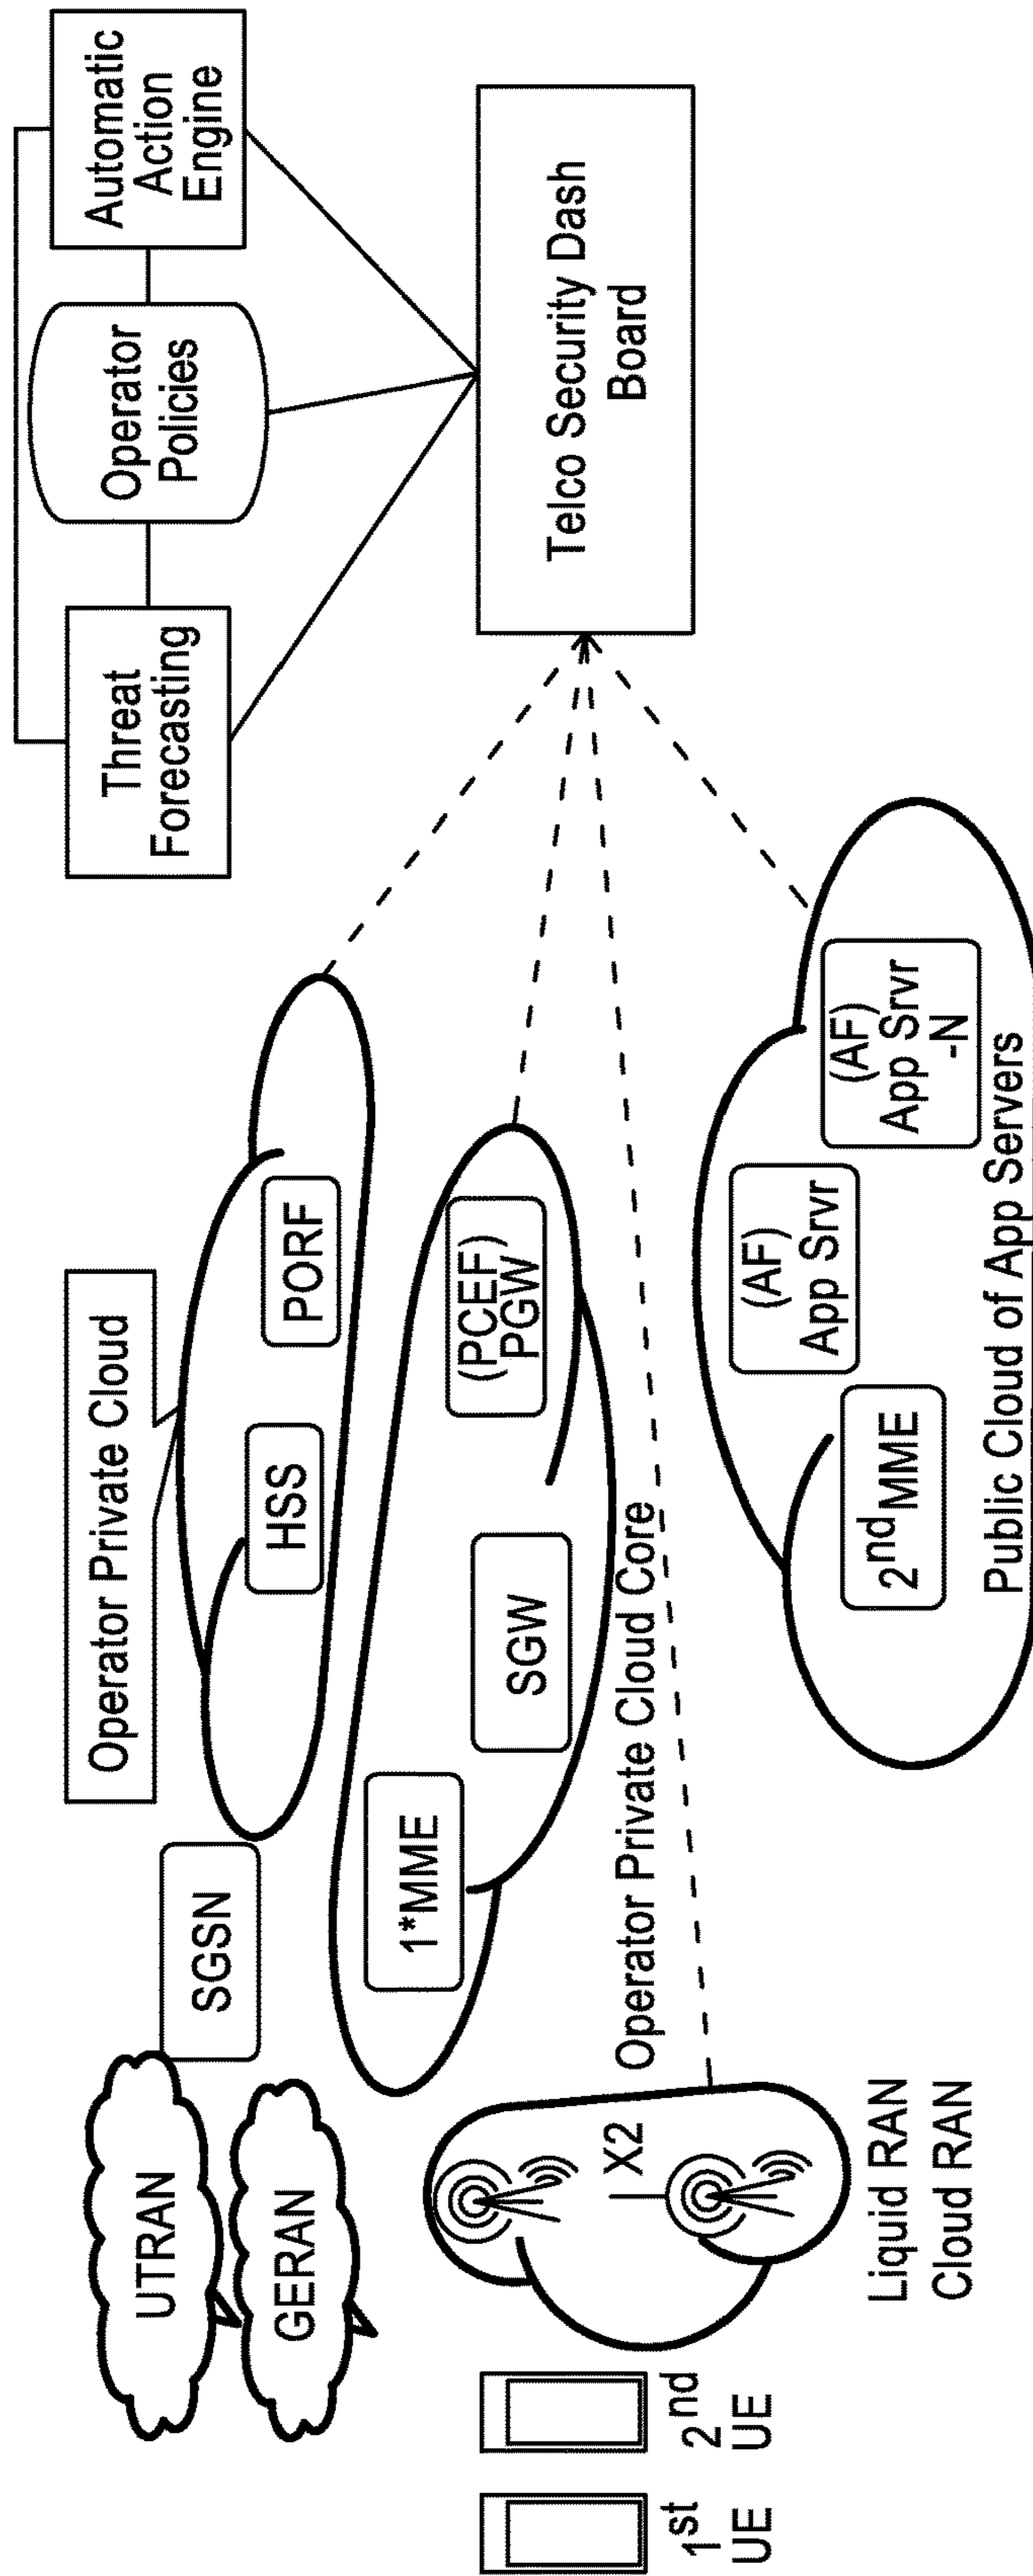 1st
UE
2nd
UE
UTRAN
GERAN
SGSN
Liquid RAN
Cloud RAN
X2
Operator Private Cloud
HSS
PORF
1*MME
SGW
(PCEF)
PGW
Operator Private Cloud Core
2nd MME
(AF)
App Srvr
(AF)
App Srvr
-N
Public Cloud of App Servers
Threat
Forecasting
Operator
Policies
Automatic
Action
Engine
Telco Security Dash
Board